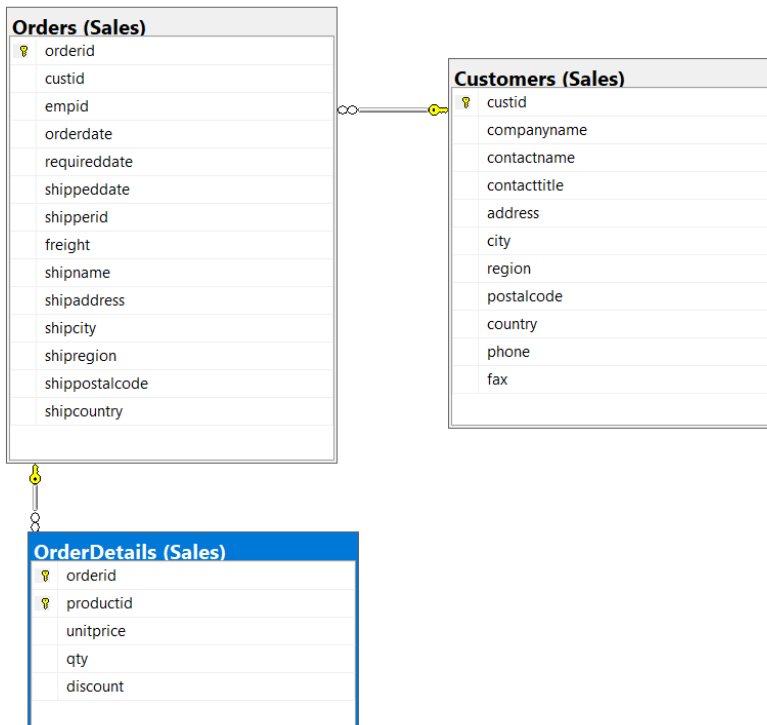 Orders (Sales)
orderid
custid
empid
orderdate
requireddate
shippeddate
shipperid
freight
shipname
shipaddress
shipcity
shipregion
shippostalcode
shipcountry
Customers (Sales)
custid
companyname
contactname
contacttitle
address
city
region
postalcode
country
phone
fax
OrderDetails (Sales)
orderid
productid
unitprice
qty
discount